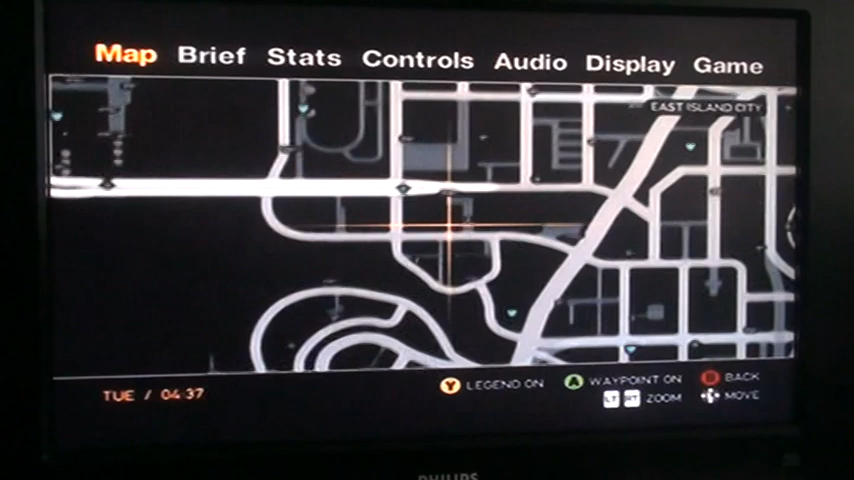 Map Brief Stats Controls Audio Display Game
EAST ISLAND CITY
TUE / 04:37
Y LEGEND ON A WAYPOINT ON B BACK
LT RT ZOOM MOVE
PHILIPS